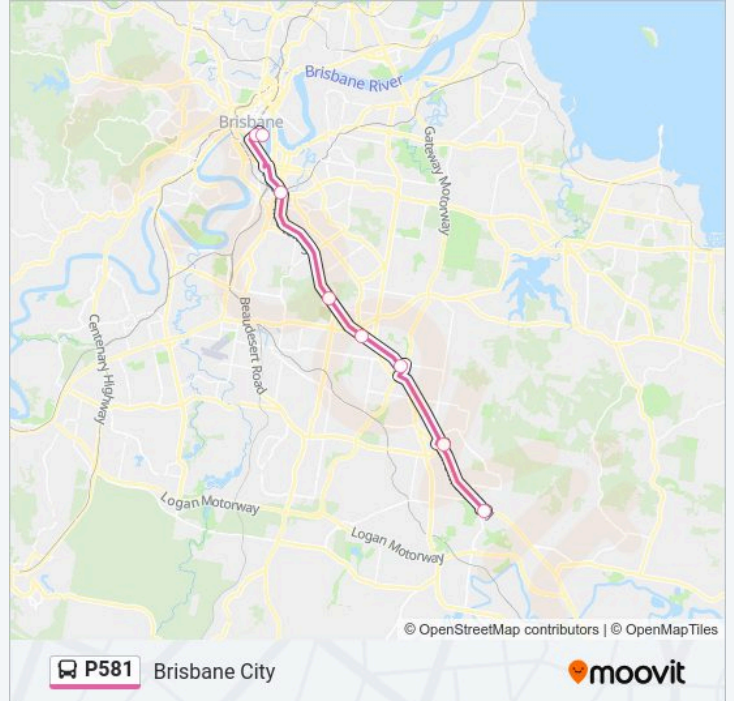 Brisbane River
Brisbane
Gateway Motorway
Beaudesert Road
Centenary Highway
Logan Motorway
Logan Motorway
© OpenStreetMap contributors | © OpenMapTiles
P581 Brisbane City
moovit